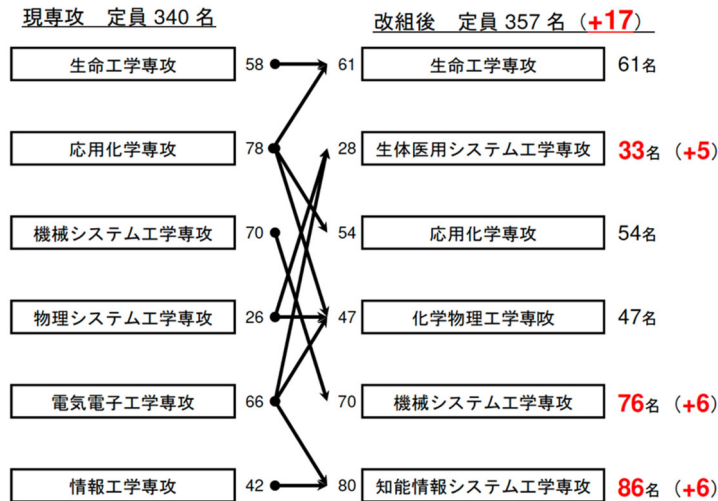 現専攻　定員 340 名
改組後　定員 357 名（+17）
生命工学専攻 58 61 生命工学専攻 61名
応用化学専攻 78 28 生体医用システム工学専攻 33名（+5）
機械システム工学専攻 70 54 応用化学専攻 54名
物理システム工学専攻 26 47 化学物理工学専攻 47名
電気電子工学専攻 66 70 機械システム工学専攻 76名（+6）
情報工学専攻 42 80 知能情報システム工学専攻 86名（+6）